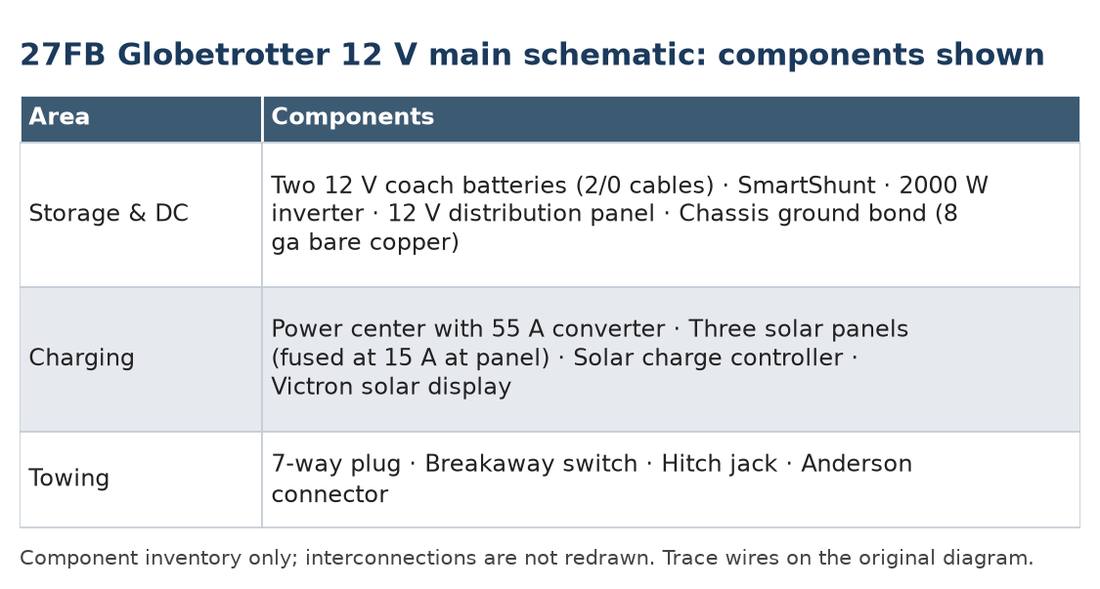 27FB Globetrotter 12 V main schematic: components shown
Area
Components
Storage & DC
Two 12 V coach batteries (2/0 cables) · SmartShunt · 2000 W
inverter · 12 V distribution panel · Chassis ground bond (8
ga bare copper)
Charging
Power center with 55 A converter · Three solar panels
(fused at 15 A at panel) · Solar charge controller ·
Victron solar display
Towing
7-way plug · Breakaway switch · Hitch jack · Anderson
connector
Component inventory only; interconnections are not redrawn. Trace wires on the original diagram.